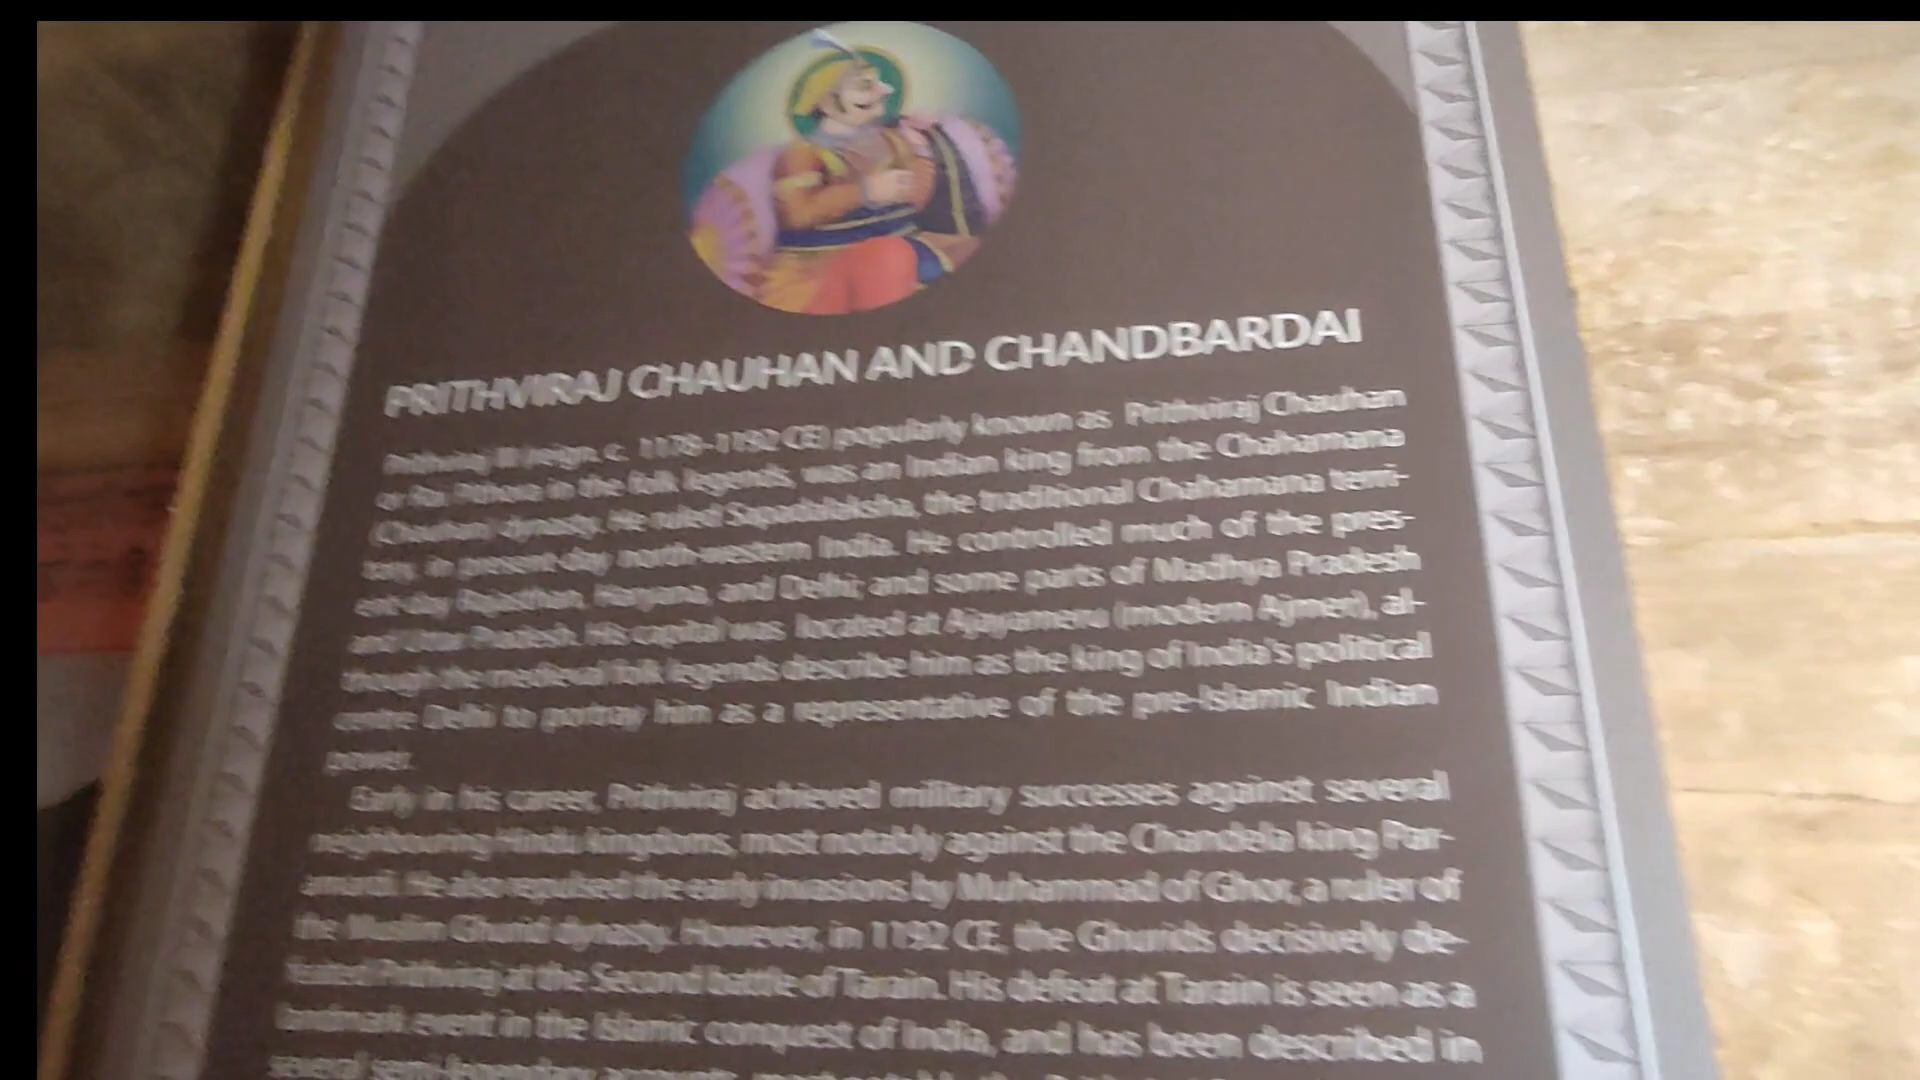 PRITHVIRAJ CHAUHAN AND CHANDBARDAI
Prithviraj III (reign. c. 1178–1192 CE) popularly known as Prithviraj Chauhan
or Rai Pithora in the folk legends, was an Indian king from the Chahamana
(Chauhan) dynasty. He ruled Sapadalaksha, the traditional Chahamana terri-
tory, in present-day north-western India. He controlled much of the pres-
ent-day Rajasthan, Haryana, and Delhi; and some parts of Madhya Pradesh
and Uttar Pradesh. His capital was located at Ajayameru (modern Ajmer), al-
though the medieval folk legends describe him as the king of India's political
centre Delhi to portray him as a representative of the pre-Islamic Indian
power.
Early in his career, Prithviraj achieved military successes against several
neighbouring Hindu kingdoms, most notably against the Chandela king Par-
amardi. He also repulsed the early invasions by Muhammad of Ghor, a ruler of
the Muslim Ghurid dynasty. However, in 1192 CE, the Ghurids decisively de-
feated Prithviraj at the Second battle of Tarain. His defeat at Tarain is seen as a
landmark event in the Islamic conquest of India, and has been described in
several semi-legendary accounts, most notably the